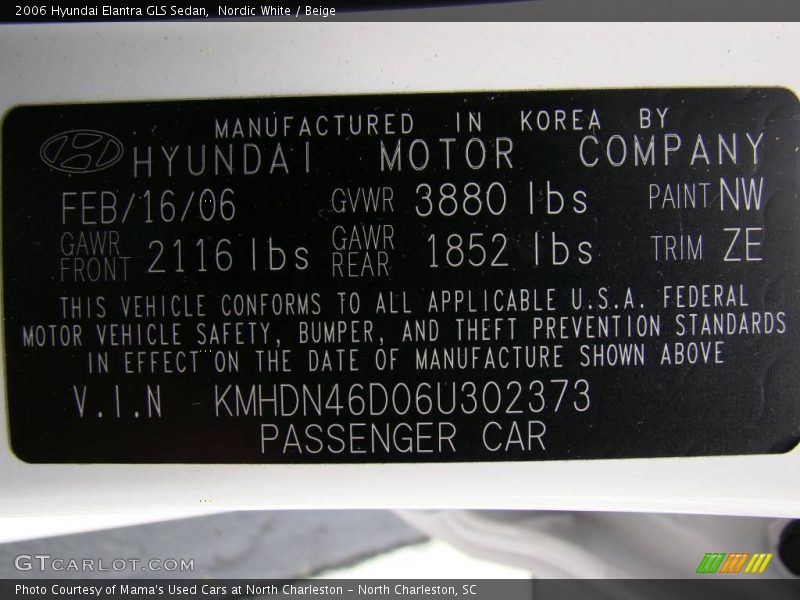 2006 Hyundai Elantra GLS Sedan,  Nordic White / Beige
MANUFACTURED IN KOREA BY
HYUNDAI MOTOR COMPANY
FEB/16/06 GVWR 3880 lbs PAINT NW
GAWR FRONT 2116 lbs GAWR REAR 1852 lbs TRIM ZE
THIS VEHICLE CONFORMS TO ALL APPLICABLE U.S.A. FEDERAL
MOTOR VEHICLE SAFETY, BUMPER, AND THEFT PREVENTION STANDARDS
IN EFFECT ON THE DATE OF MANUFACTURE SHOWN ABOVE
V.I.N KMHDN46D06U302373
PASSENGER CAR
GTCARLOT.COM
Photo Courtesy of Mama's Used Cars at North Charleston - North Charleston, SC